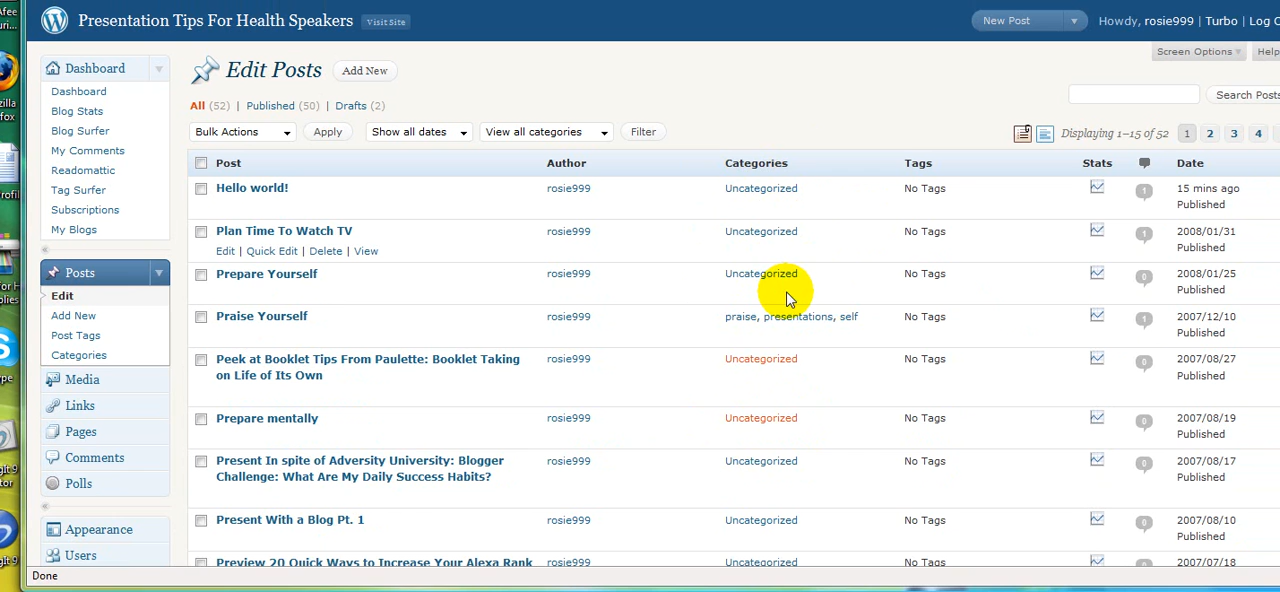 Presentation Tips For Health Speakers Visit Site New Post Howdy, rosie999 | Turbo | Log
Screen Options Help
Dashboard
Dashboard
Blog Stats
Blog Surfer
My Comments
Readomattic
Tag Surfer
Subscriptions
My Blogs
Posts
Edit
Add New
Post Tags
Categories
Media
Links
Pages
Comments
Polls
Appearance
Users
Edit Posts Add New
All (52) | Published (50) | Drafts (2)
Search Posts
Bulk Actions Apply Show all dates View all categories Filter Displaying 1–15 of 52 1 2 3 4
Post Author Categories Tags Stats Date
Hello world! rosie999 Uncategorized No Tags 1 15 mins ago
Published
Plan Time To Watch TV rosie999 Uncategorized No Tags 1 2008/01/31
Edit | Quick Edit | Delete | View Published
Prepare Yourself rosie999 Uncategorized No Tags 0 2008/01/25
Published
Praise Yourself rosie999 praise, presentations, self No Tags 1 2007/12/10
Published
Peek at Booklet Tips From Paulette: Booklet Taking rosie999 Uncategorized No Tags 0 2007/08/27
on Life of Its Own Published
Prepare mentally rosie999 Uncategorized No Tags 0 2007/08/19
Published
Present In spite of Adversity University: Blogger rosie999 Uncategorized No Tags 0 2007/08/17
Challenge: What Are My Daily Success Habits? Published
Present With a Blog Pt. 1 rosie999 Uncategorized No Tags 0 2007/08/10
Published
Preview 20 Quick Ways to Increase Your Alexa Rank rosie999 Uncategorized No Tags 2007/07/18
Done